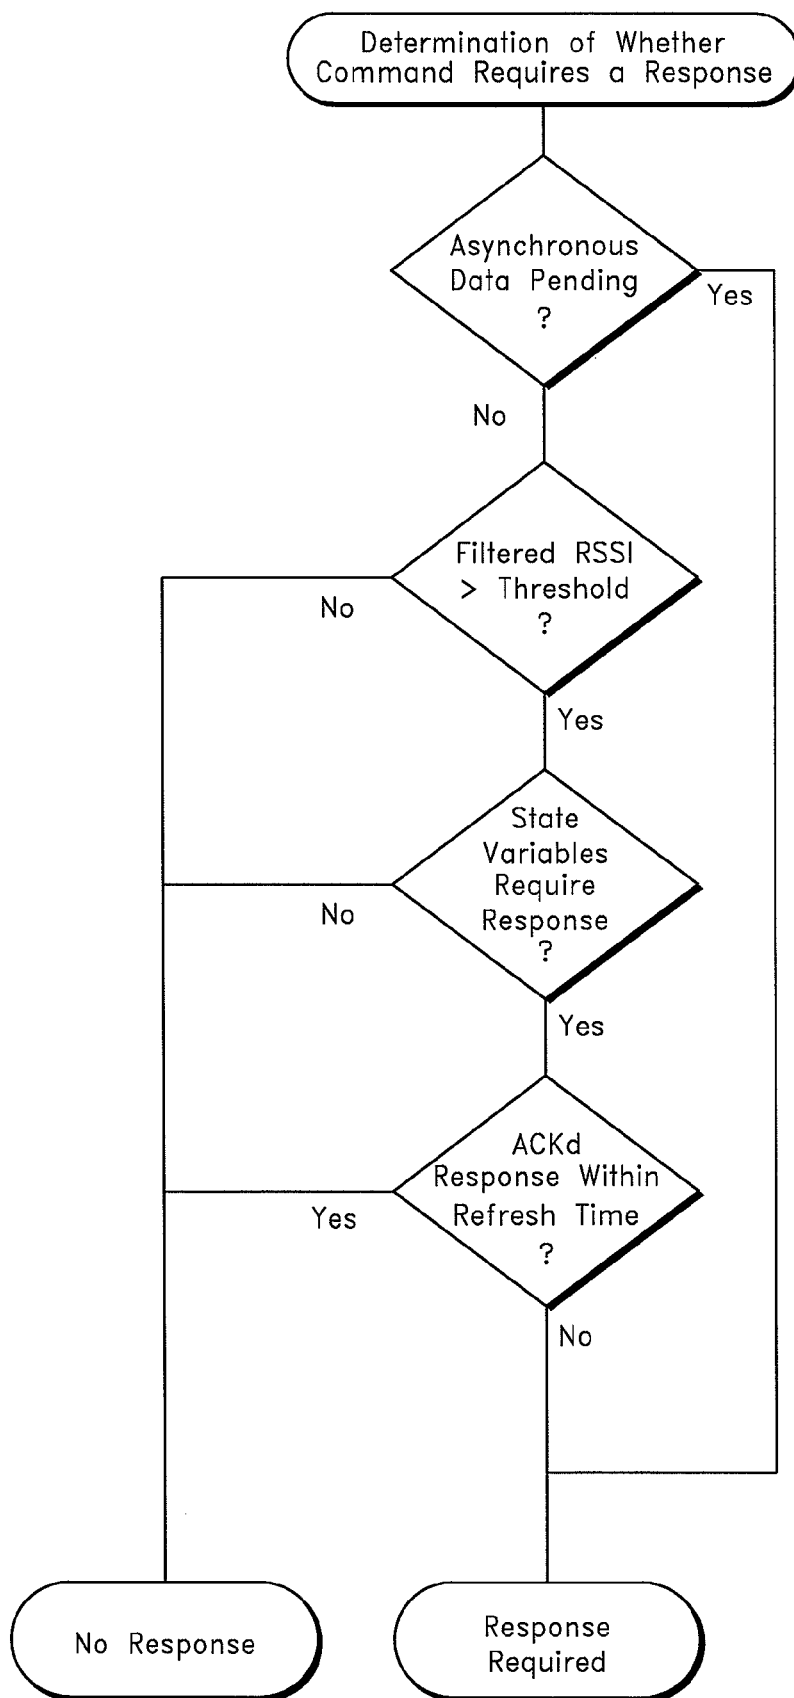 Determination of Whether
Command Requires a Response
Asynchronous
Data Pending
?
Yes
No
Filtered RSSI
> Threshold
?
No
Yes
State
Variables
Require
Response
?
No
Yes
ACKd
Response Within
Refresh Time
?
Yes
No
No Response
Response
Required